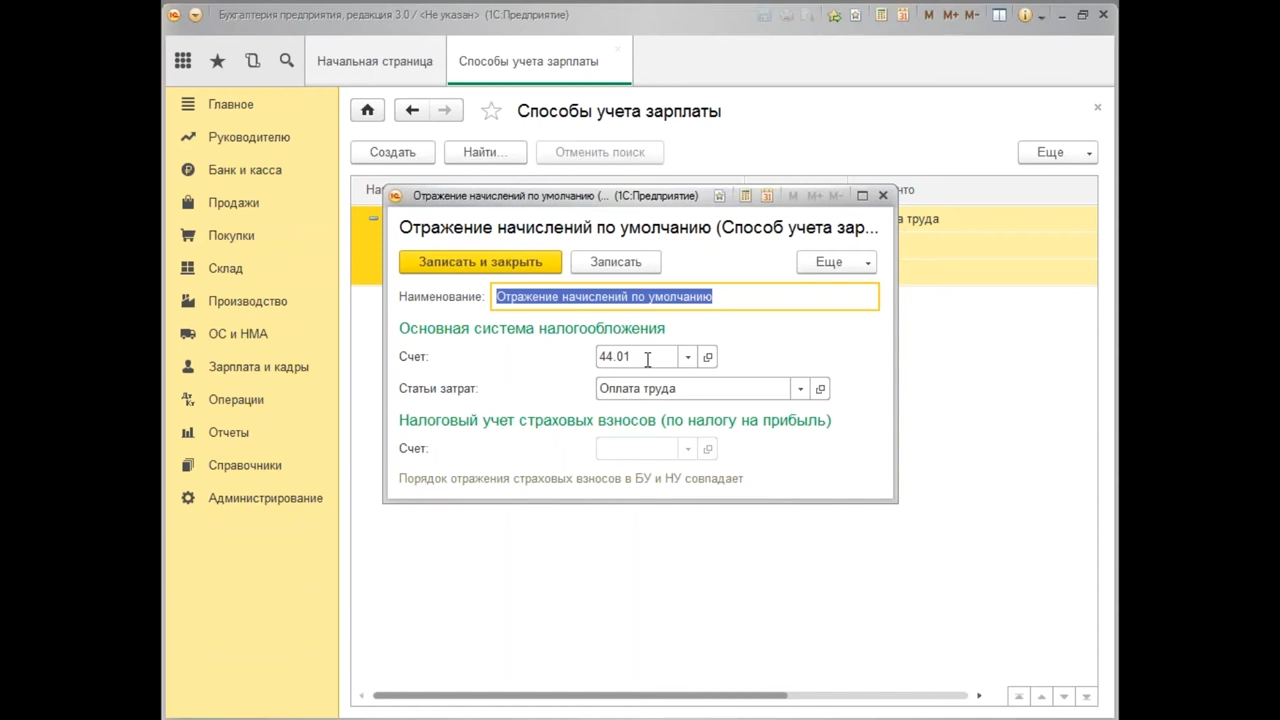 Бухгалтерия предприятия, редакция 3.0 / <Не указан> (1С:Предприятие)
M M+ M-
Начальная страница
Способы учета зарплаты
Главное
Руководителю
Банк и касса
Продажи
Покупки
Склад
Производство
ОС и НМА
Зарплата и кадры
Операции
Отчеты
Справочники
Администрирование
Способы учета зарплаты
Создать
Найти...
Отменить поиск
Еще
Отражение начислений по умолчанию (... (1С:Предприятие)
M M+ M-
Отражение начислений по умолчанию (Способ учета зар...
Записать и закрыть
Записать
Еще
Наименование: Отражение начислений по умолчанию
Основная система налогообложения
Счет: 44.01
Статьи затрат: Оплата труда
Налоговый учет страховых взносов (по налогу на прибыль)
Счет:
Порядок отражения страховых взносов в БУ и НУ совпадает
труда